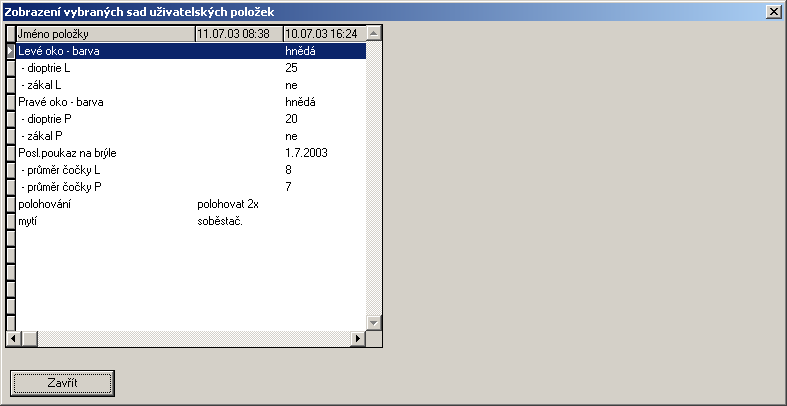 Zobrazení vybraných sad uživatelských položek
Jméno položky 11.07.03 08:38 10.07.03 16:24
Levé oko - barva hnědá
- dioptrie L 25
- zákal L ne
Pravé oko - barva hnědá
- dioptrie P 20
- zákal P ne
Posl.poukaz na brýle 1.7.2003
- průměr čočky L 8
- průměr čočky P 7
polohování polohovat 2x
mytí soběstač.
Zavřít